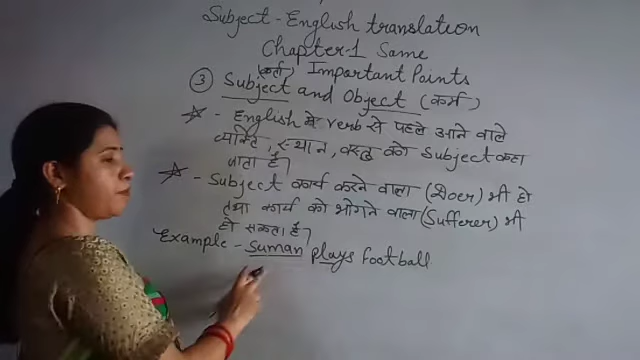 Subject - English translation
Chapter-1 Same
Important Points
(कर्ता)
③ Subject and Object (कर्म)
☆ - English में verb से पहले आने वाले
व्यक्ति, स्थान, वस्तु को Subject कहा
जाता है।
☆ - Subject कार्य करने वाला (Doer) भी हो
तथा कार्य को भोगने वाला (Sufferer) भी
हो सकता है।
Example - Suman plays football